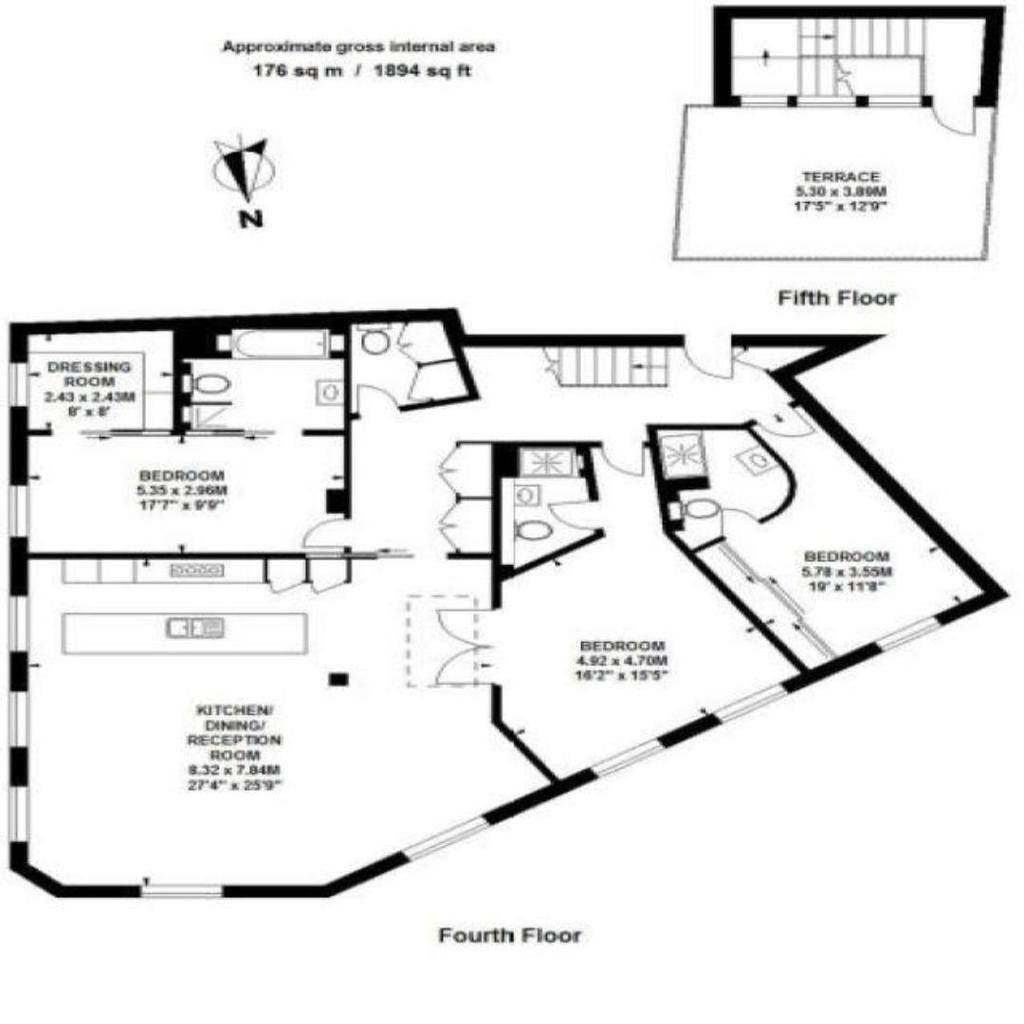 Approximate gross internal area
176 sq m / 1894 sq ft
N
TERRACE
5.30 x 3.89M
17'5" x 12'9"
Fifth Floor
DRESSING
ROOM
2.43 x 2.43M
8' x 8'
BEDROOM
5.35 x 2.96M
17'7" x 9'9"
BEDROOM
5.78 x 3.55M
19' x 11'8"
BEDROOM
4.92 x 4.70M
16'2" x 15'5"
KITCHEN/
DINING/
RECEPTION
ROOM
8.32 x 7.84M
27'4" x 25'9"
Fourth Floor